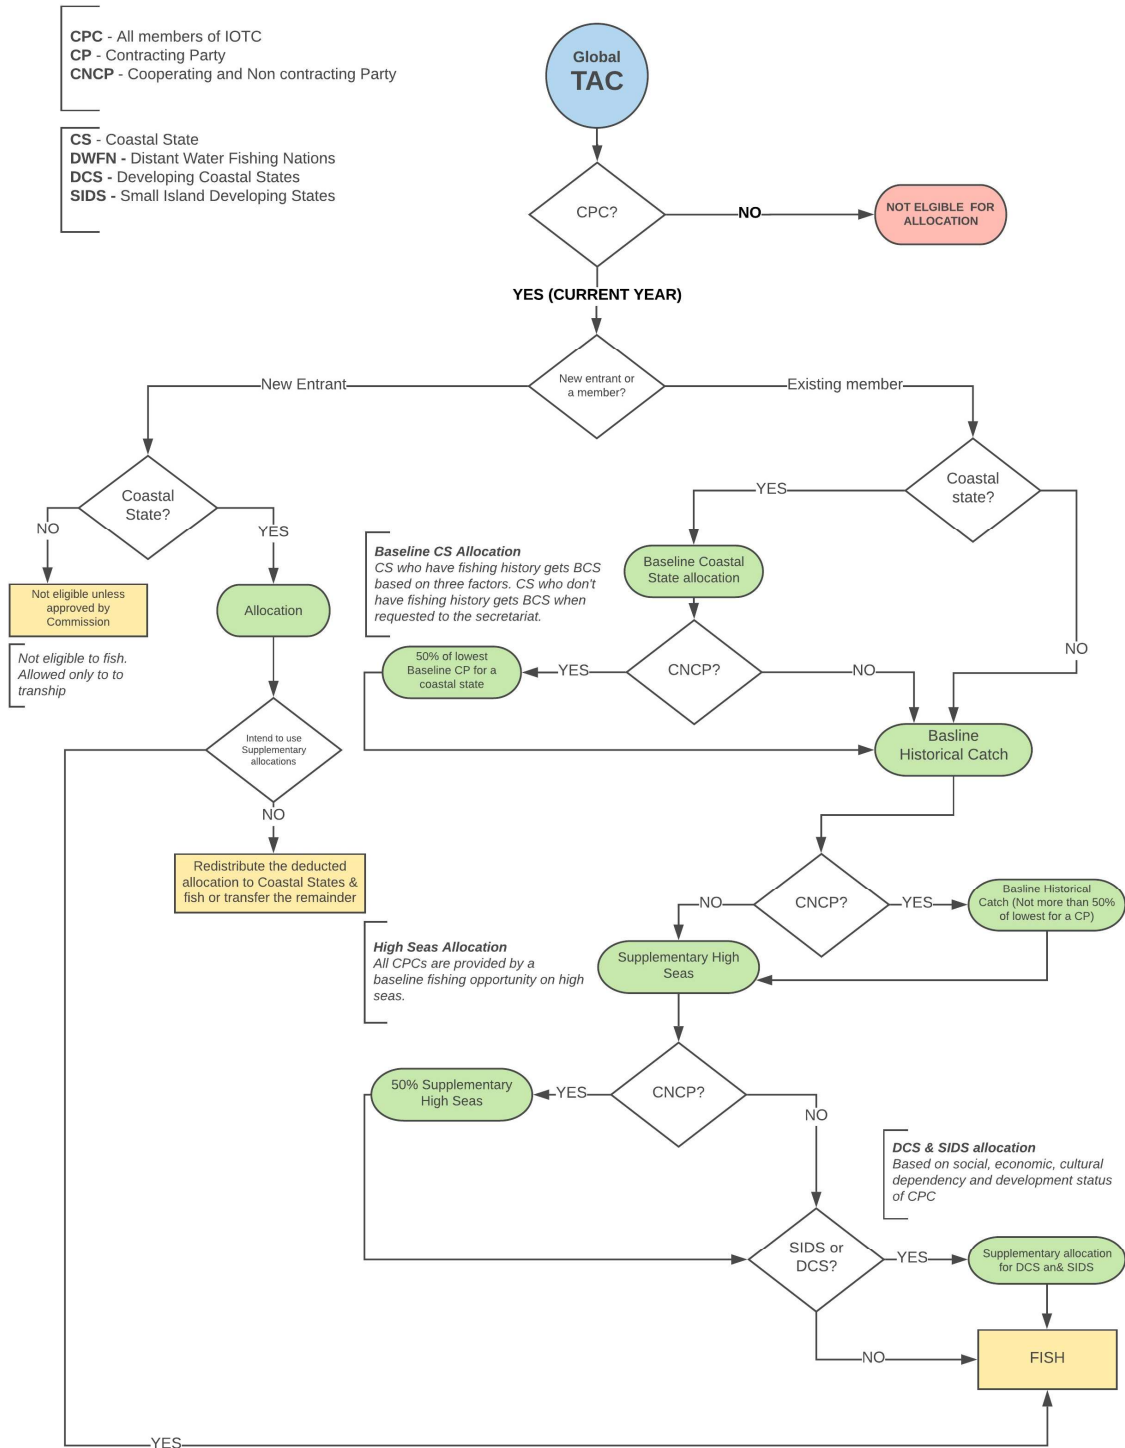 CPC - All members of IOTC
CP - Contracting Party
CNCP - Cooperating and Non contracting Party
CS - Coastal State
DWFN - Distant Water Fishing Nations
DCS - Developing Coastal States
SIDS - Small Island Developing States
Global
TAC
CPC?
NO
NOT ELGIBLE FOR
ALLOCATION
YES (CURRENT YEAR)
New entrant or
a member?
New Entrant
Existing member
Coastal
State?
NO
YES
Not eligible unless
approved by
Commission
Not eligible to fish.
Allowed only to to
tranship
Allocation
Intend to use
Supplementary
allocations
NO
Redistribute the deducted
allocation to Coastal States &
fish or transfer the remainder
YES
Coastal
state?
YES
NO
Baseline CS Allocation
CS who have fishing history gets BCS
based on three factors. CS who don't
have fishing history gets BCS when
requested to the secretariat.
Baseline Coastal
State allocation
CNCP?
YES
NO
50% of lowest
Baseline CP for a
coastal state
Basline
Historical Catch
CNCP?
NO
YES
Basline Historical
Catch (Not more than 50%
of lowest for a CP)
High Seas Allocation
All CPCs are provided by a
baseline fishing opportunity on high
seas.
Supplementary High
Seas
CNCP?
YES
NO
50% Supplementary
High Seas
DCS & SIDS allocation
Based on social, economic, cultural
dependency and development status
of CPC
SIDS or
DCS?
YES
NO
Supplementary allocation
for DCS an& SIDS
FISH